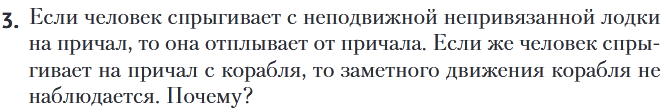 3. Если человек спрыгивает с неподвижной непривязанной лодки
на причал, то она отплывает от причала. Если же человек спры-
гивает на причал с корабля, то заметного движения корабля не
наблюдается. Почему?